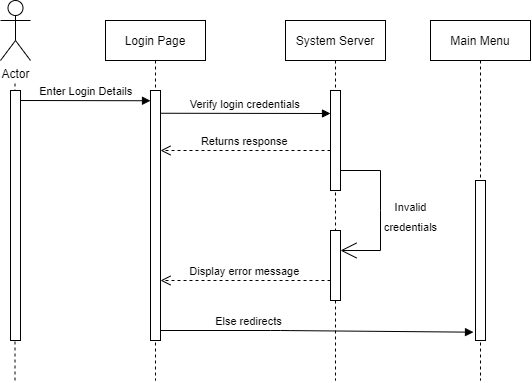 Login Page
System Server
Main Menu
Actor
Enter Login Details
Verify login credentials
Returns response
Invalid
credentials
Display error message
Else redirects